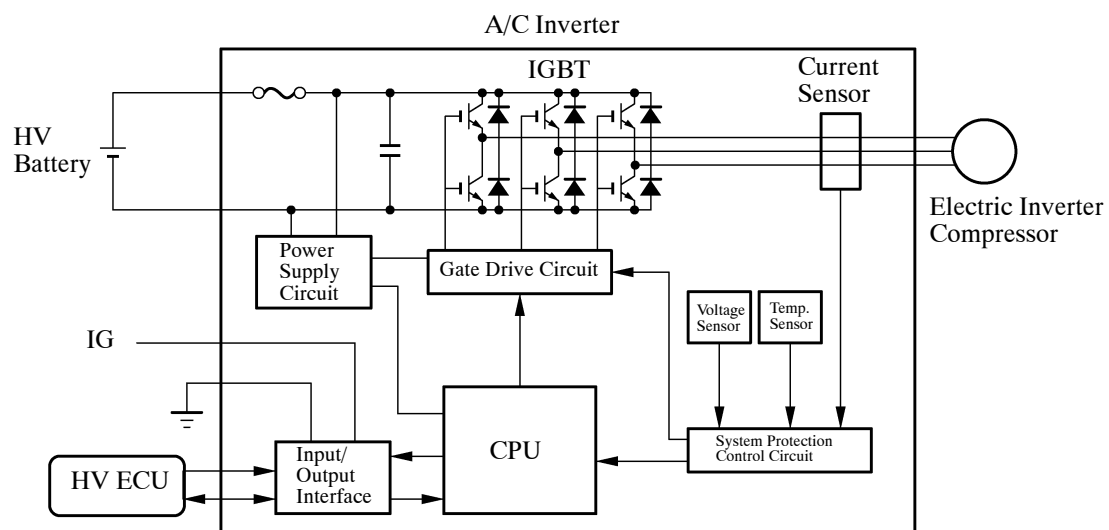 A/C Inverter
IGBT
Current
Sensor
HV
Battery
Electric Inverter
Compressor
Power
Supply
Circuit
Gate Drive Circuit
Voltage
Sensor
Temp.
Sensor
IG
CPU
System Protection
Control Circuit
Input/
Output
Interface
HV ECU